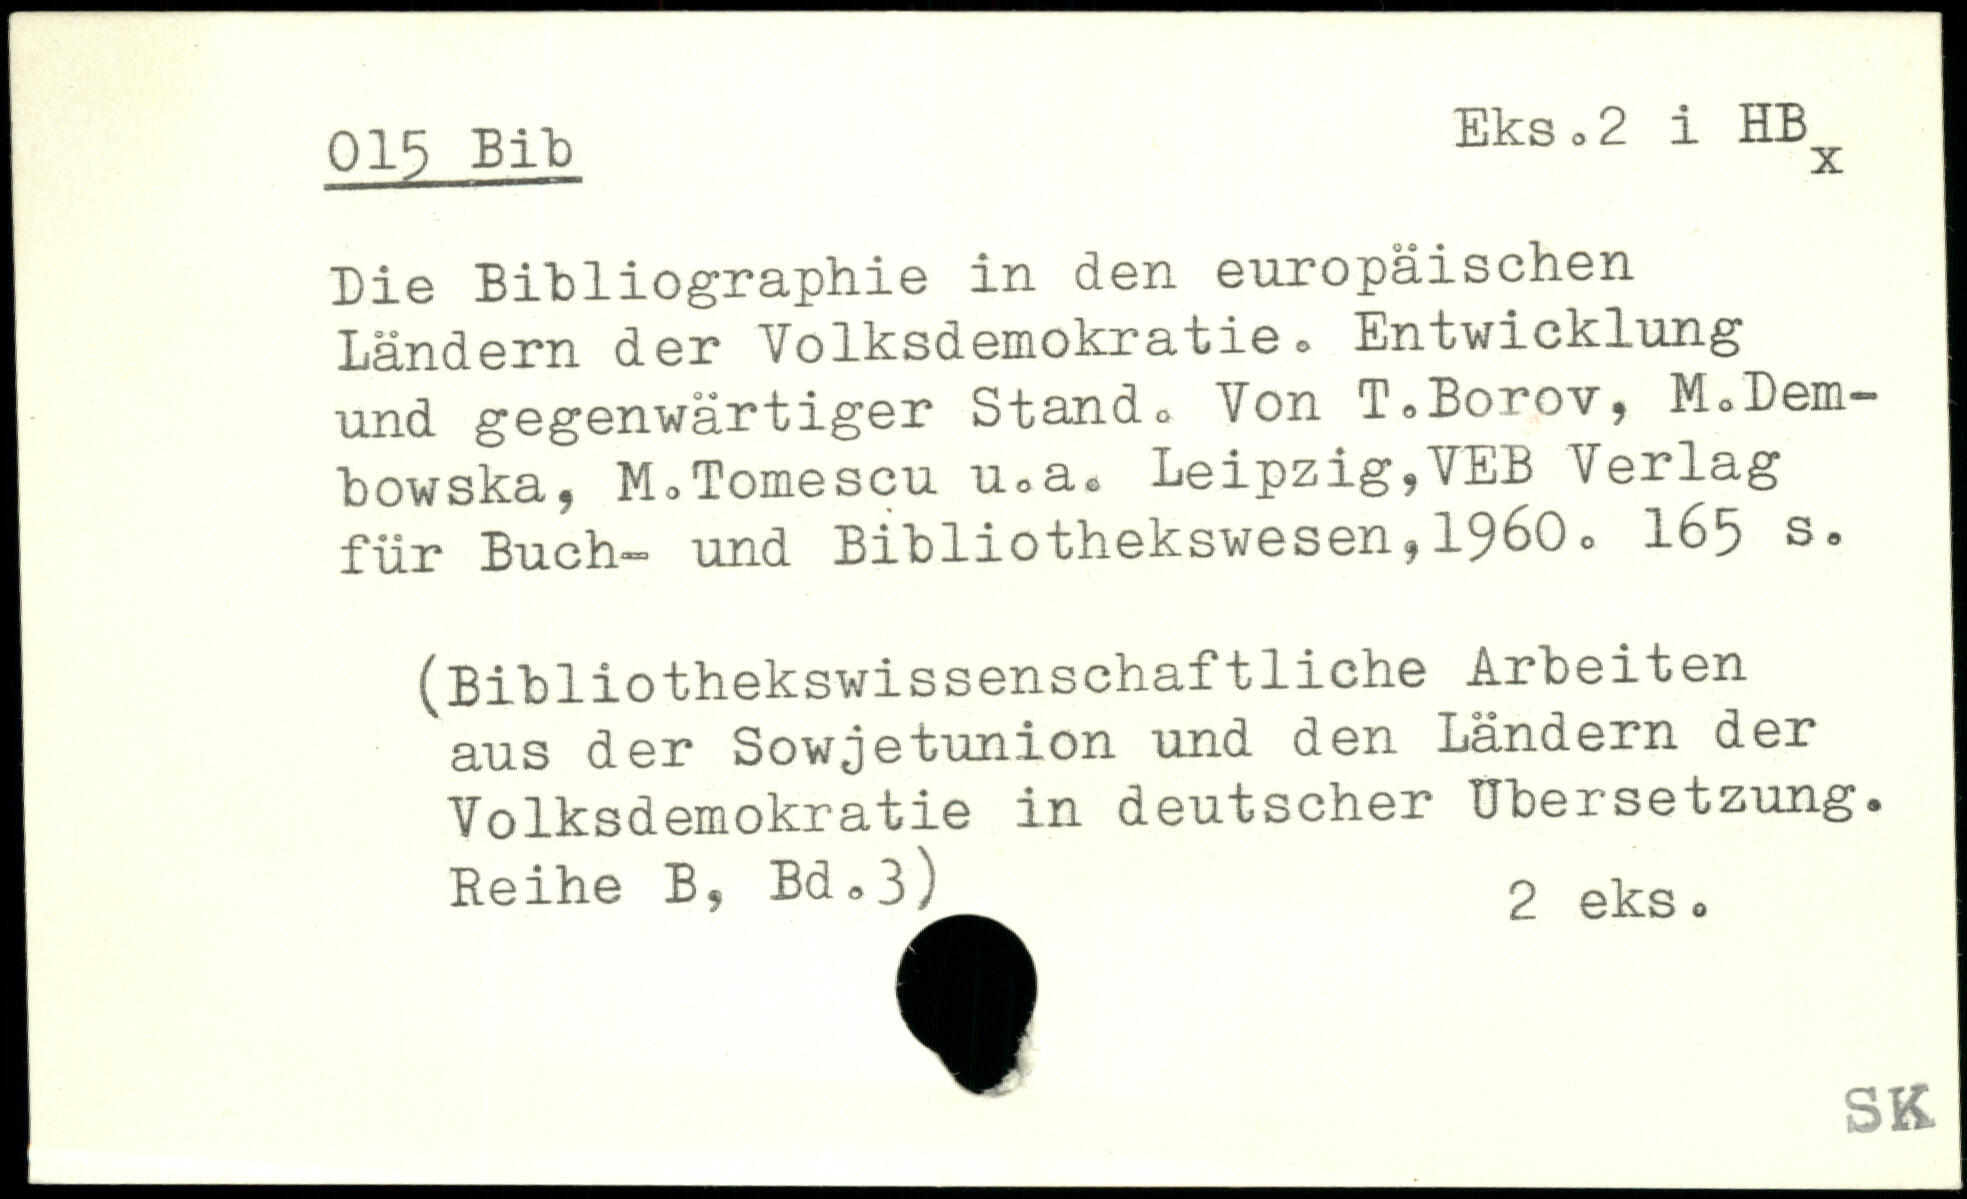 015 Bib
Eks.2 i HB
x
Die Bibliographie in den europäischen
Ländern der Volksdemokratie. Entwicklung
und gegenwärtiger Stand. Von T.Borov, M.Dem-
bowska, M.Tomescu u.a. Leipzig,VEB Verlag
für Buch- und Bibliothekswesen,1960. 165 s.
(Bibliothekswissenschaftliche Arbeiten
aus der Sowjetunion und den Ländern der
Volksdemokratie in deutscher Übersetzung.
Reihe B, Bd.3)
2 eks.
SK